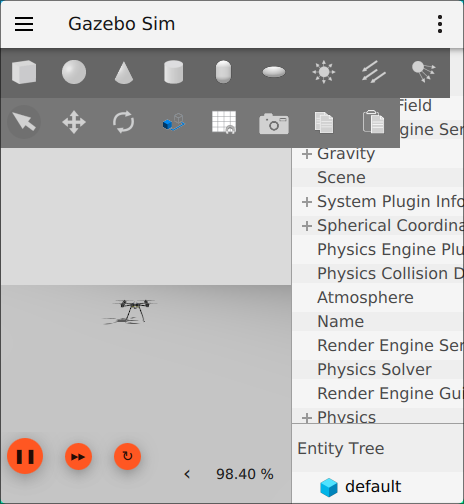 Gazebo Sim
Field
gine Ser
Gravity
Scene
System Plugin Info
Spherical Coordina
Physics Engine Plu
Physics Collision D
Atmosphere
Name
Render Engine Ser
Physics Solver
Render Engine Gui
Physics
98.40 %
Entity Tree
default